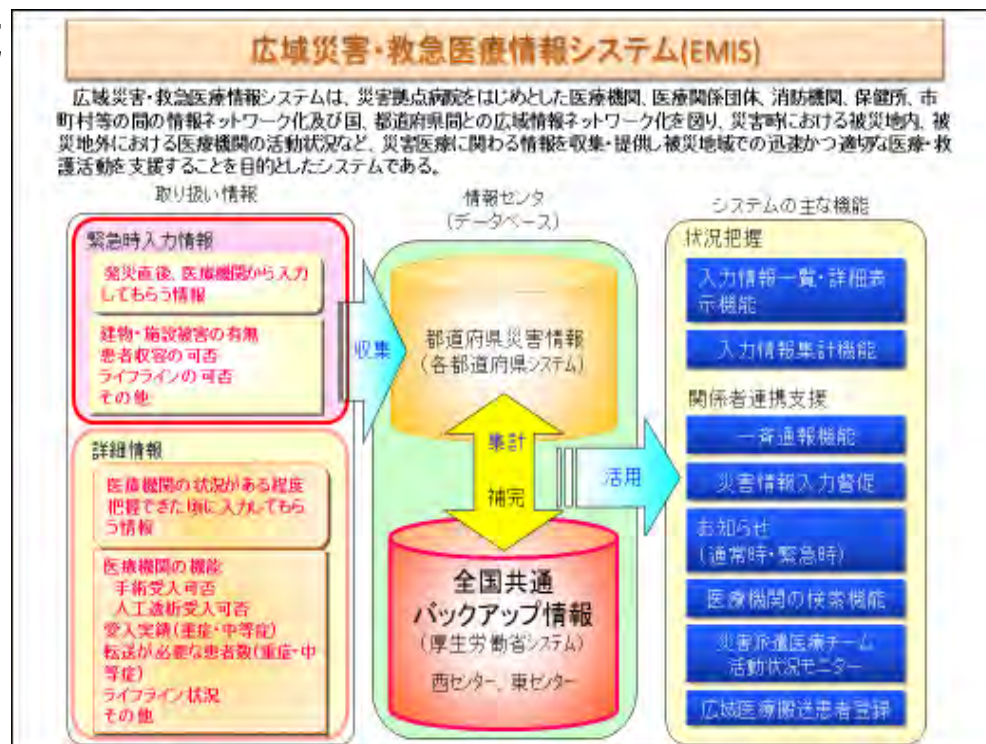 広域災害・救急医療情報システム(EMIS)
広域災害・救急医療情報システムは、災害拠点病院をはじめとした医療機関、医療関係団体、消防機関、保健所、市
町村等の間の情報ネットワーク化及び国、都道府県間との広域情報ネットワーク化を図り、災害時における被災地内、被
災地外における医療機関の活動状況など、災害医療に関わる情報を収集・提供し被災地域での迅速かつ適切な医療・救
護活動を支援することを目的としたシステムである。
取り扱い情報
緊急時入力情報
発災直後、医療機関から入力
してもらう情報
建物・施設被害の有無
患者収容の可否
ライフラインの可否
その他
詳細情報
医療機関の状況がある程度
把握できた頃に入力してもら
う情報
医療機関の機能
手術受入可否
人工透析受入可否
受入実績(重症・中等症)
転送が必要な患者数(重症・中
等症)
ライフライン状況
その他
収集
情報センタ
(データベース)
都道府県災害情報
(各都道府県システム)
集計
補完
全国共通
バックアップ情報
(厚生労働省システム)
西センター、東センター
活用
システムの主な機能
状況把握
入力情報一覧・詳細表
示機能
入力情報集計機能
関係者連携支援
一斉通報機能
災害情報入力督促
お知らせ
(通常時・緊急時)
医療機関の検索機能
災害派遣医療チーム
活動状況モニター
広域医療搬送患者登録